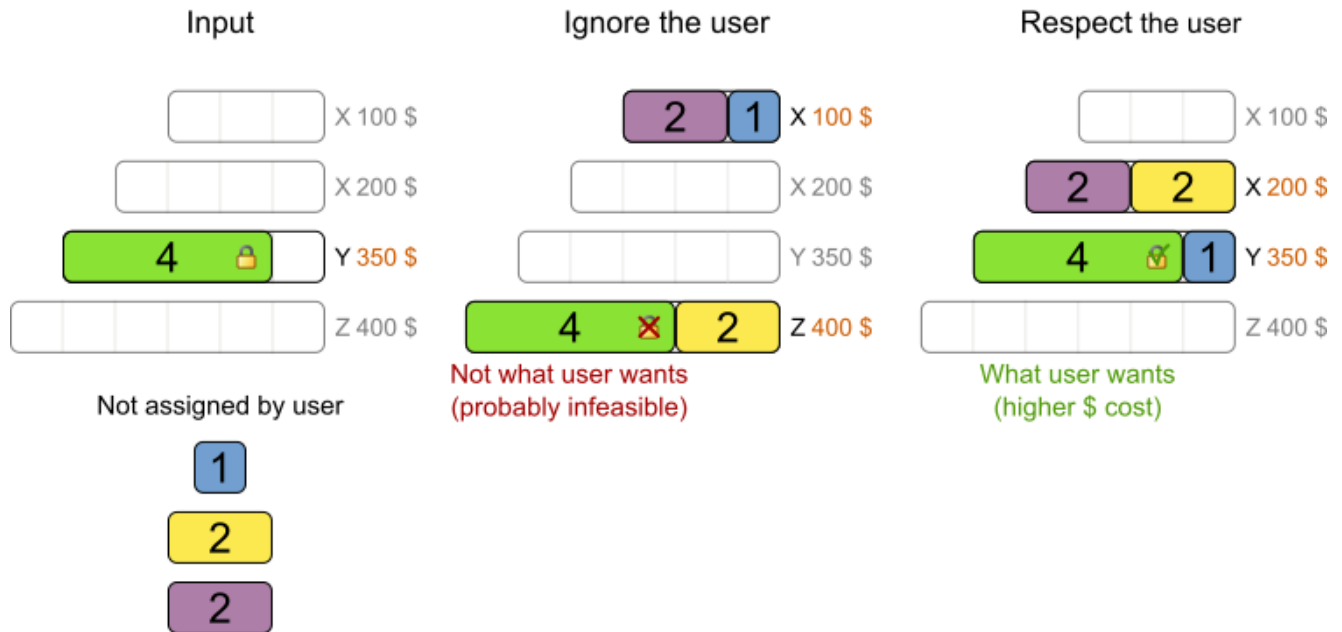 Input
X 100 $
X 200 $
4
Y 350 $
Z 400 $
Not assigned by user
1
2
2
Ignore the user
2 1 X 100 $
X 200 $
Y 350 $
4 2 Z 400 $
Not what user wants
(probably infeasible)
Respect the user
X 100 $
2 2 X 200 $
4 1 Y 350 $
Z 400 $
What user wants
(higher $ cost)